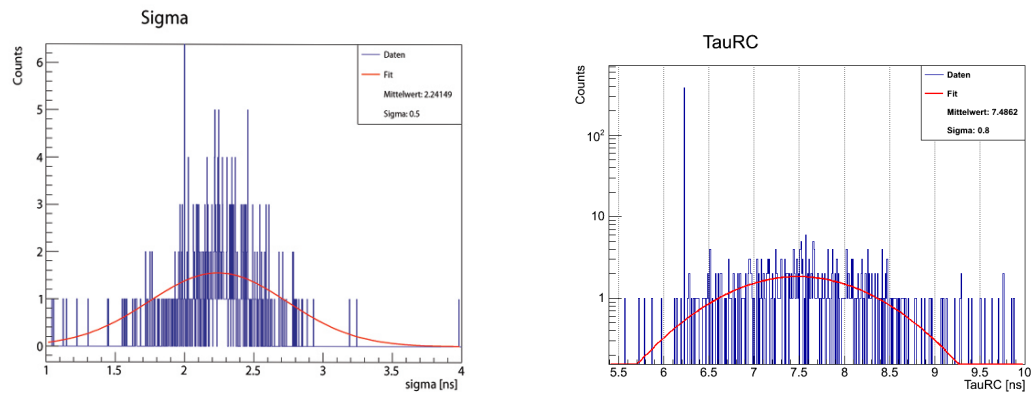 Sigma
Counts
6
5
4
3
2
1
0
Daten
Fit
Mittelwert: 2.24149
Sigma: 0.5
1
1.5
2
2.5
3
3.5
4
sigma [ns]
TauRC
Counts
10²
10
1
Daten
Fit
Mittelwert: 7.4862
Sigma: 0.8
5.5
6
6.5
7
7.5
8
8.5
9
9.5
10
TauRC [ns]